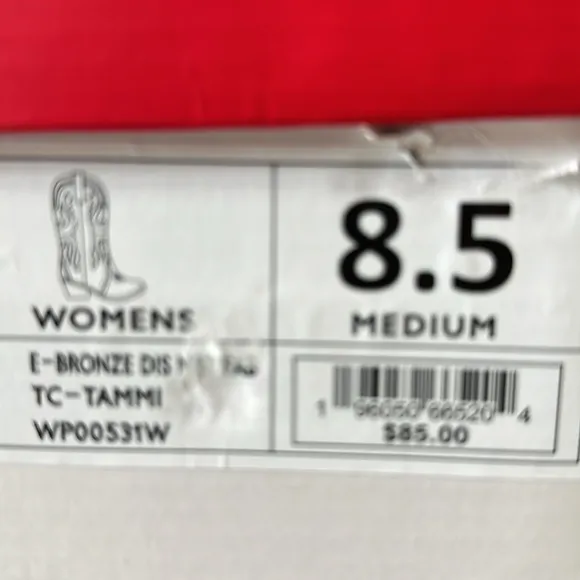 WOMENS
8.5
MEDIUM
E-BRONZE DIS
TC-TAMMI
WP00531W
$85.00